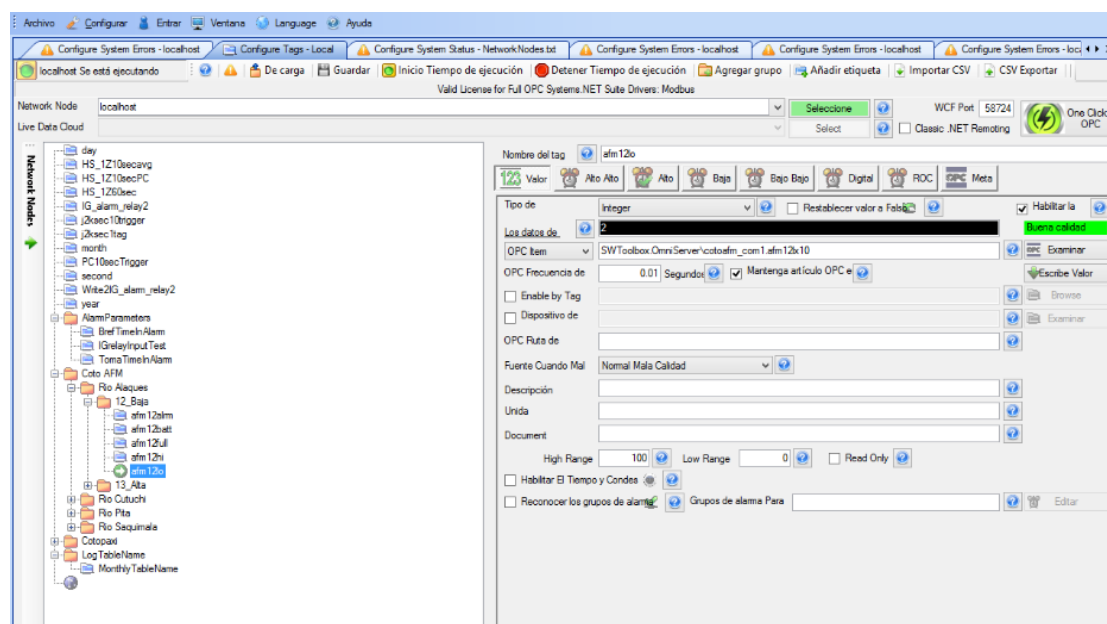 Archivo Configurar Entrar Ventana Language Ayuda
Configure System Errors - localhost Configure Tags - Local Configure System Status - NetworkNodes.txt Configure System Errors - localhost Configure System Errors - localhost Configure System Errors - loca
localhost Se está ejecutando De carga Guardar Inicio Tiempo de ejecución Detener Tiempo de ejecución Agregar grupo Añadir etiqueta Importar CSV CSV Exportar
Valid License for Full OPC Systems.NET Suite Drivers: Modbus
Network Node localhost Seleccione WCF Port 58724 One Click OPC
Live Data Cloud Select Classic .NET Remoting
Network Nodes
day
HS_1Z10secavg
HS_1Z10secPC
HS_1Z60sec
IG_alarm_relay2
j2ksec10trigger
j2ksec1tag
month
PC10secTrigger
second
Write2IG_alarm_relay2
year
AlarmParameters
BrefTimeInAlarm
IGrelayInputTest
TomaTimeInAlarm
Coto AFM
Rio Alaques
12_Baja
afm12alrm
afm12batt
afm12full
afm12hi
afm12lo
13_Alta
Rio Cutuchi
Rio Pita
Rio Saquimala
Cotopaxi
LogTableName
MonthlyTableName
Nombre del tag afm12lo
123 Valor Alto Alto Alto Baja Bajo Bajo Digital ROC OPC Meta
Tipo de Integer Restablecer valor a Falso Habilitar la
Los datos de 2 Buena calidad
OPC Item SWToolbox.OmniServer\cotoafm_com1.afm12lx10 OPC Examinar
OPC Frecuencia de 0.01 Segundos Mantenga artículo OPC e Escribe Valor
Enable by Tag Browse
Dispositivo de Examinar
OPC Ruta de
Fuente Cuando Mal Normal Mala Calidad
Descripción
Unida
Document
High Range 100 Low Range 0 Read Only
Habilitar El Tiempo y Condes
Reconocer los grupos de alarma Grupos de alarma Para Editar